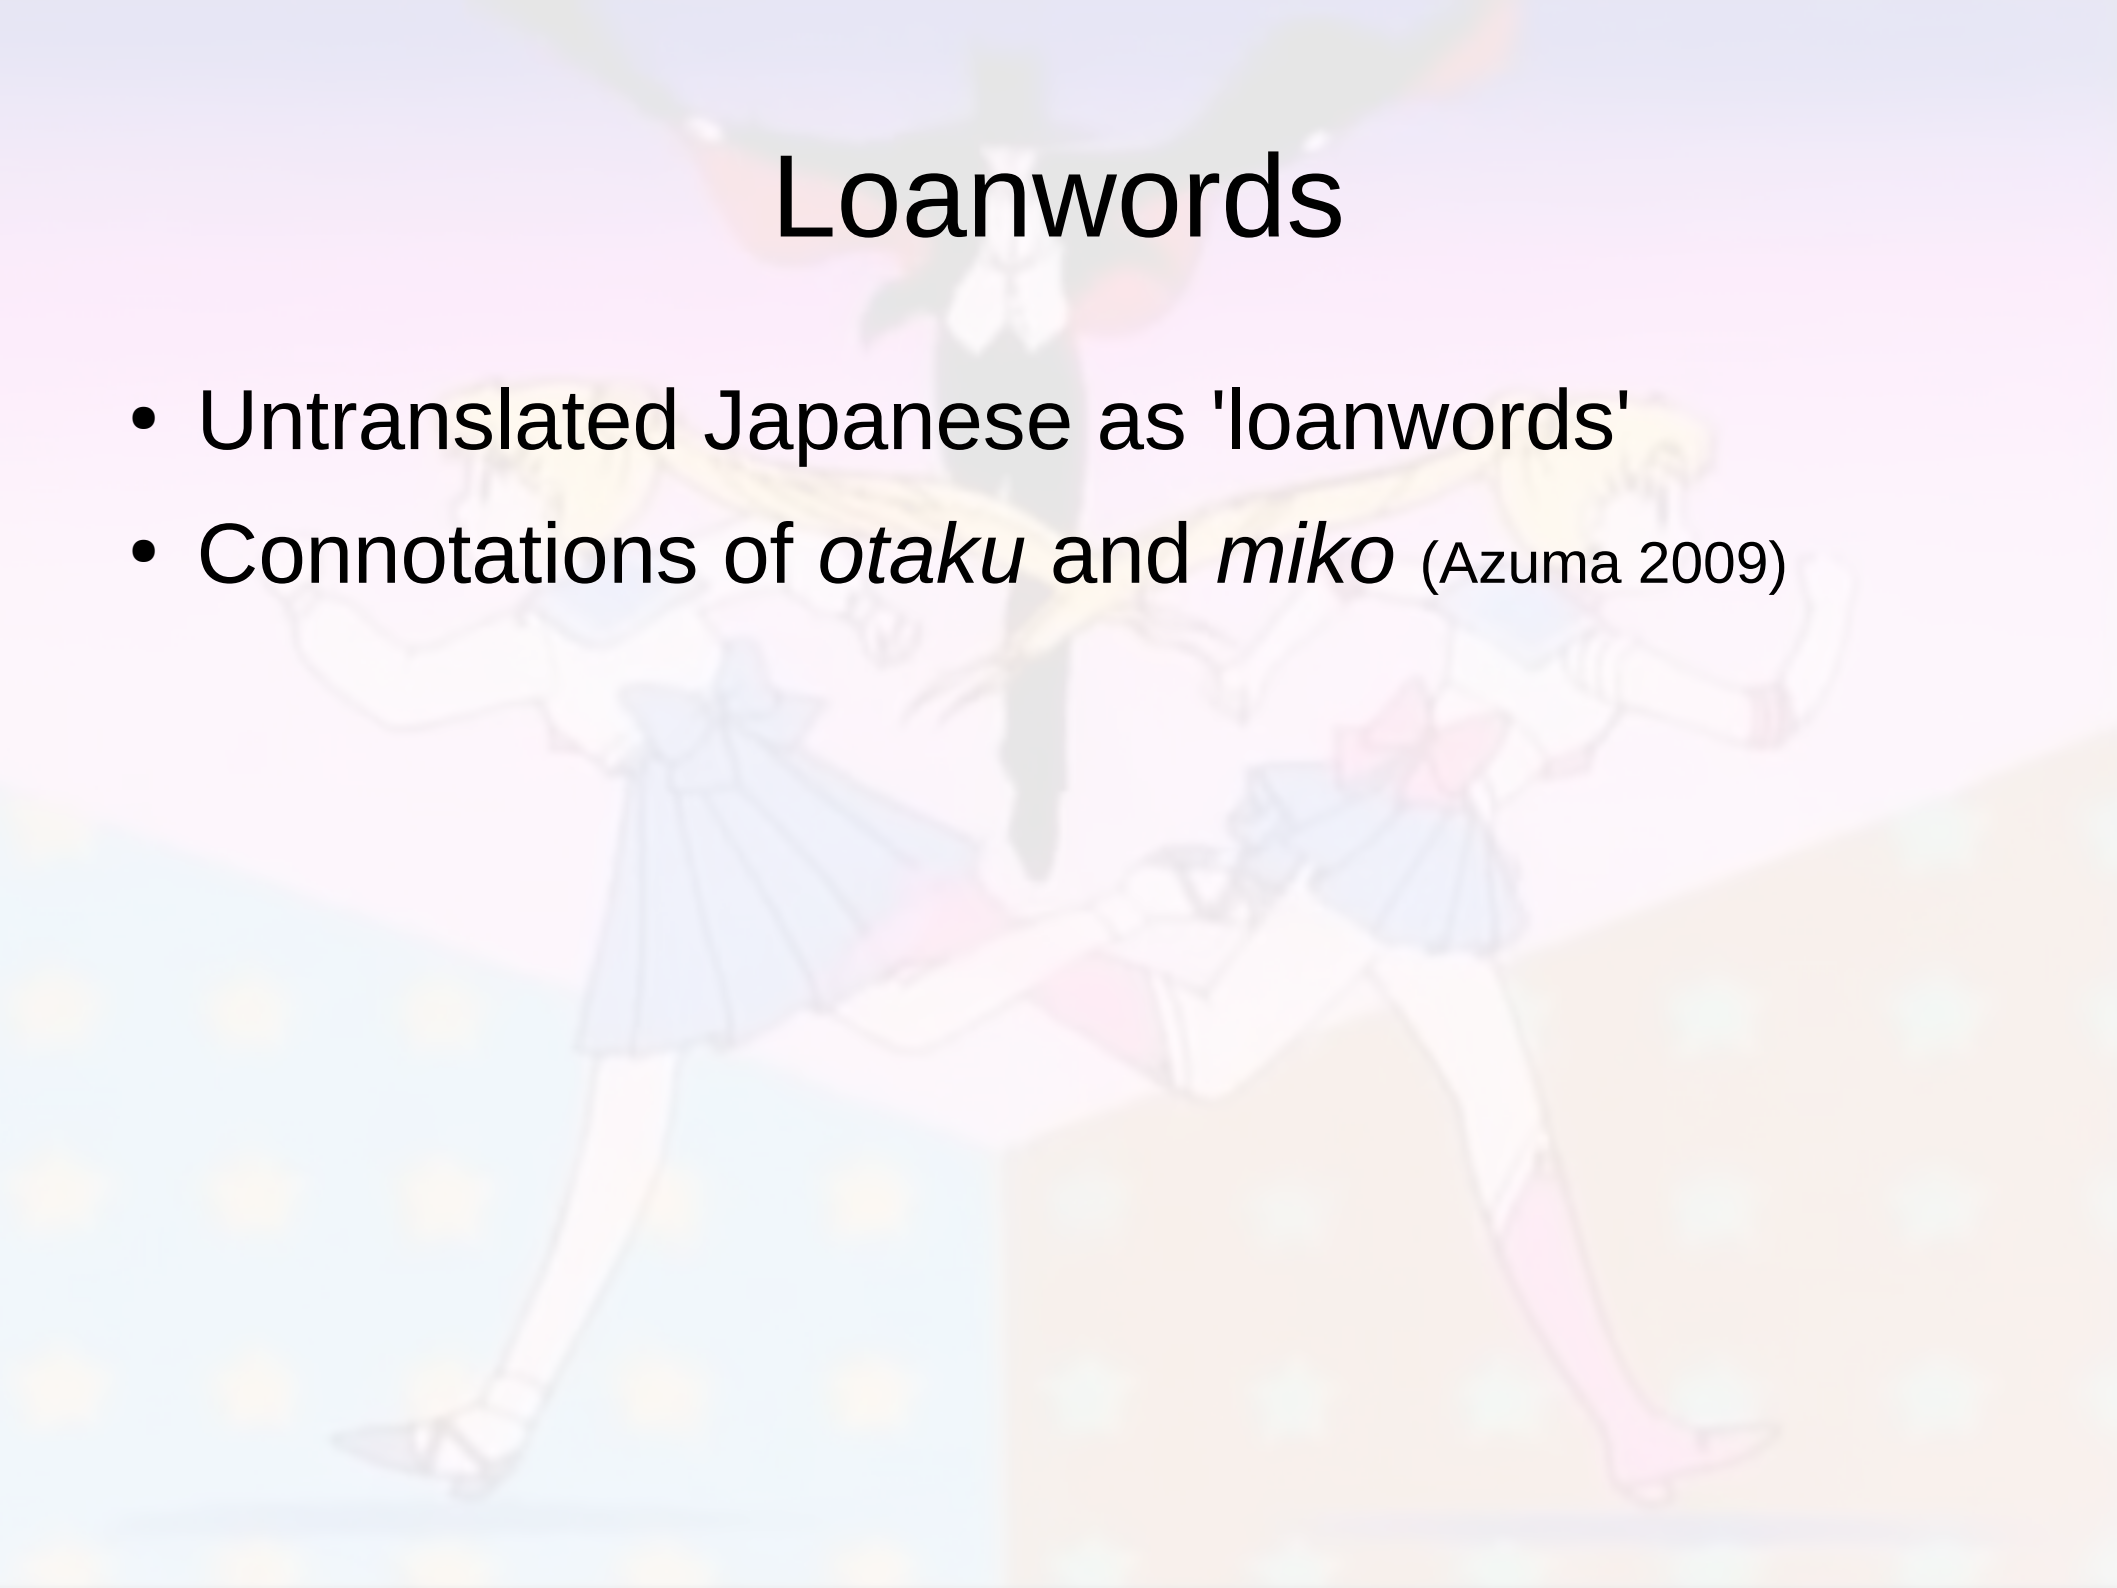 Loanwords
• Untranslated Japanese as 'loanwords'
• Connotations of otaku and miko (Azuma 2009)